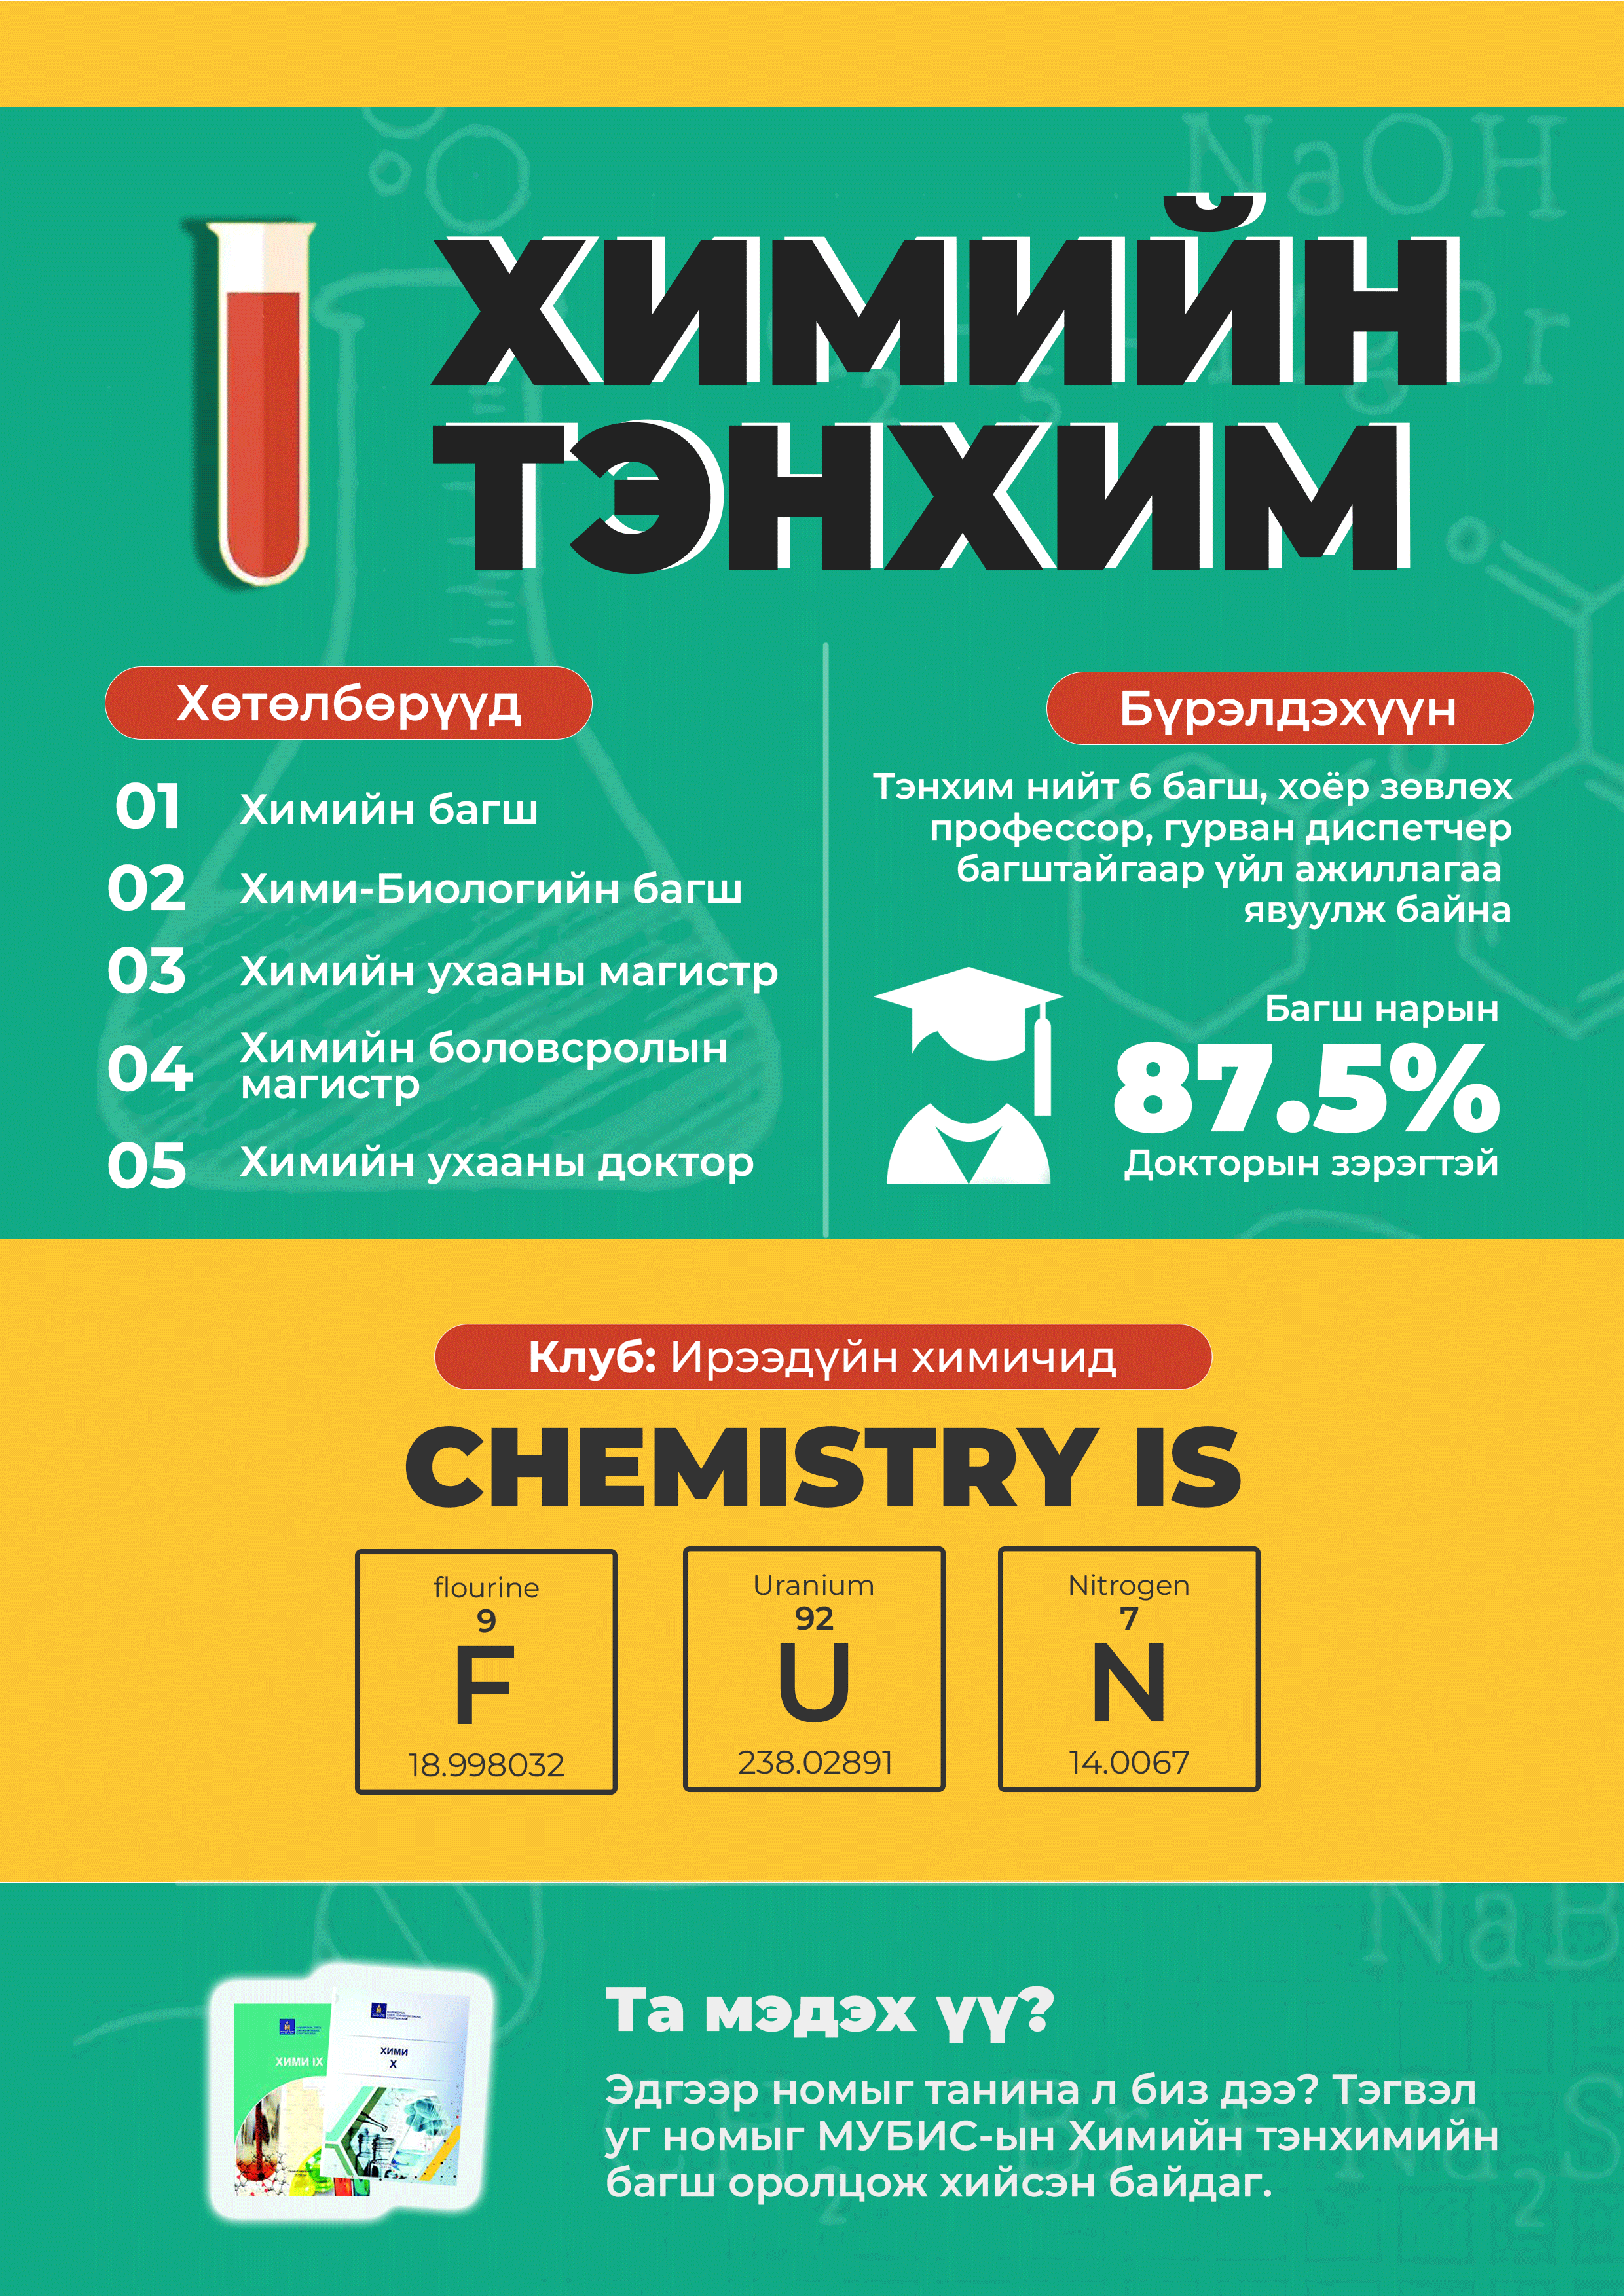 ХИМИЙН
ТЭНХИМ
Хөтөлбөрүүд
01 Химийн багш
02 Хими-Биологийн багш
03 Химийн ухааны магистр
04 Химийн боловсролын
магистр
05 Химийн ухааны доктор
Бүрэлдэхүүн
Тэнхим нийт 6 багш, хоёр зөвлөх
профессор, гурван диспетчер
багштайгаар үйл ажиллагаа
явуулж байна
Багш нарын
87.5%
Докторын зэрэгтэй
Клуб: Ирээдүйн химичид
CHEMISTRY IS
flourine
9
F
18.998032
Uranium
92
U
238.02891
Nitrogen
7
N
14.0067
ХИМИ IX
ХИМИ
X
Та мэдэх үү?
Эдгээр номыг танина л биз дээ? Тэгвэл
уг номыг МУБИС-ын Химийн тэнхимийн
багш оролцож хийсэн байдаг.
NaOH
NaB